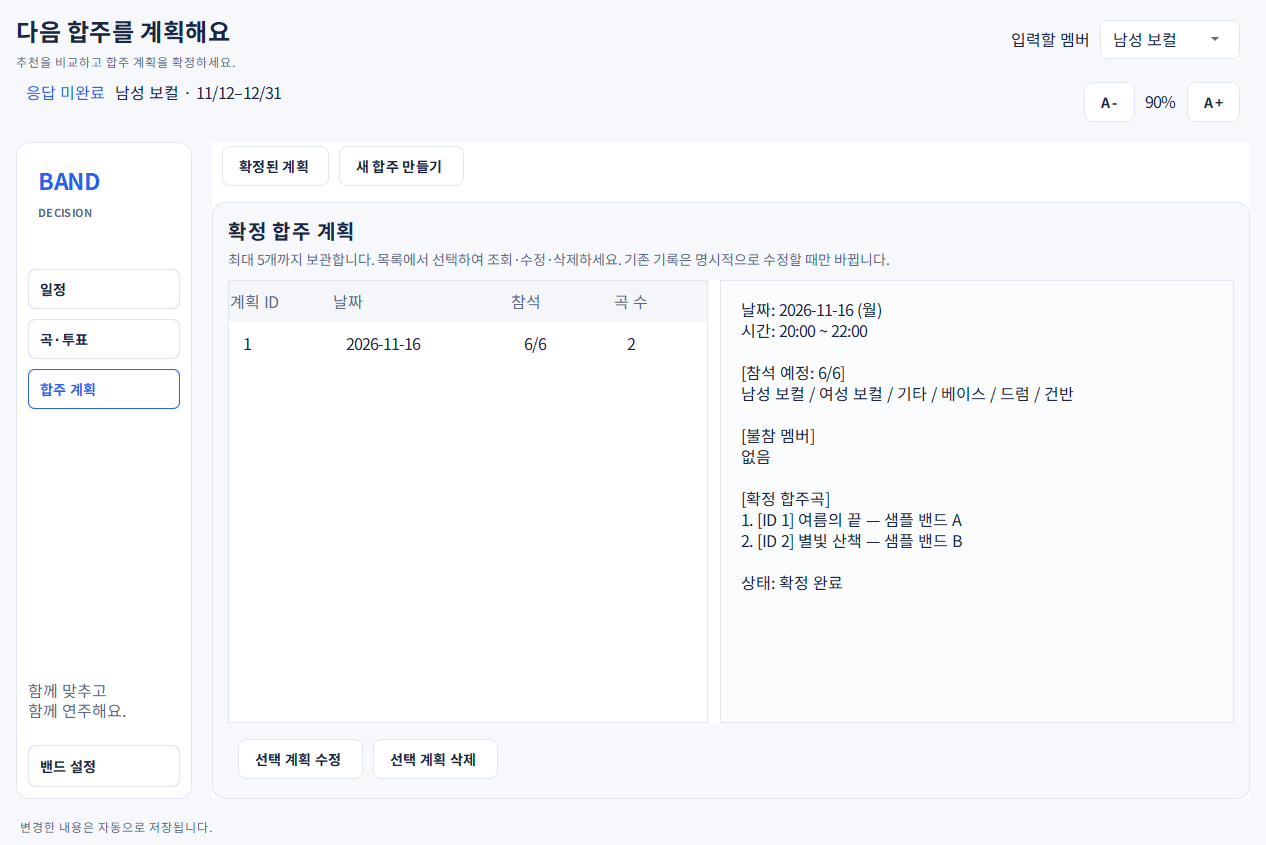 다음 합주를 계획해요
추천을 비교하고 합주 계획을 확정하세요.
응답 미완료 남성 보컬 · 11/12–12/31
입력할 멤버 남성 보컬
A- 90% A+
BAND
DECISION
일정
곡·투표
합주 계획
함께 맞추고
함께 연주해요.
밴드 설정
확정된 계획 새 합주 만들기
확정 합주 계획
최대 5개까지 보관합니다. 목록에서 선택하여 조회·수정·삭제하세요. 기존 기록은 명시적으로 수정할 때만 바뀝니다.
계획 ID 날짜 참석 곡 수
1 2026-11-16 6/6 2
날짜: 2026-11-16 (월)
시간: 20:00 ~ 22:00
[참석 예정: 6/6]
남성 보컬 / 여성 보컬 / 기타 / 베이스 / 드럼 / 건반
[불참 멤버]
없음
[확정 합주곡]
1. [ID 1] 여름의 끝 — 샘플 밴드 A
2. [ID 2] 별빛 산책 — 샘플 밴드 B
상태: 확정 완료
선택 계획 수정 선택 계획 삭제
변경한 내용은 자동으로 저장됩니다.